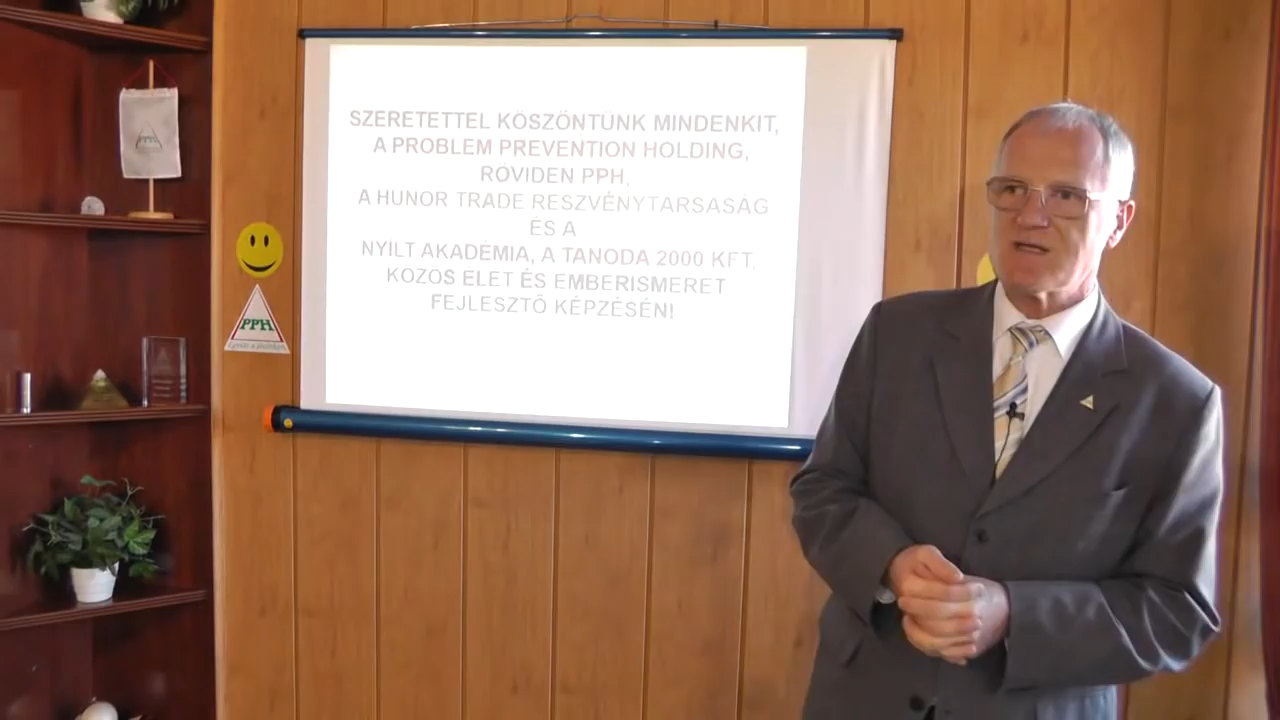 SZERETETTEL KÖSZÖNTÜNK MINDENKIT,
A PROBLEM PREVENTION HOLDING,
RÖVIDEN PPH,
A HUNOR TRADE RÉSZVÉNYTÁRSASÁG
ÉS A
NYILT AKADÉMIA, A TANODA 2000 KFT.
KÖZÖS ÉLET ÉS EMBERISMERET
FEJLESZTŐ KÉPZÉSÉN!
PPH
PPH